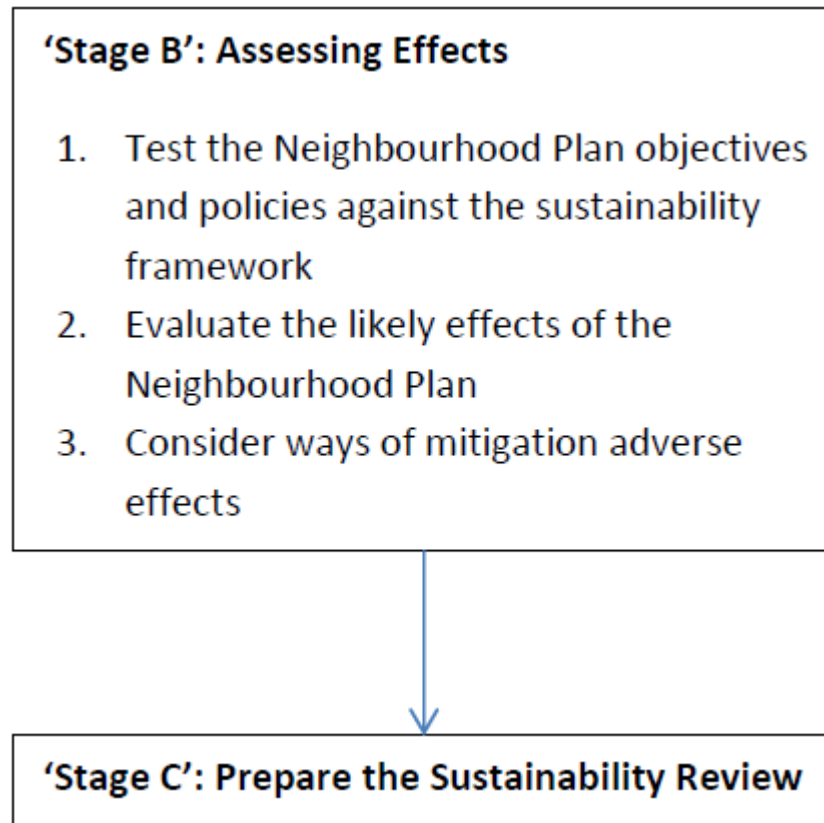 ‘Stage B’: Assessing Effects
1. Test the Neighbourhood Plan objectives
and policies against the sustainability
framework
2. Evaluate the likely effects of the
Neighbourhood Plan
3. Consider ways of mitigation adverse
effects
‘Stage C’: Prepare the Sustainability Review